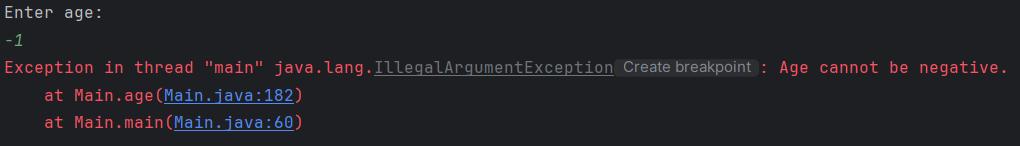 Enter age:
-1
Exception in thread "main" java.lang.IllegalArgumentException Create breakpoint : Age cannot be negative.
    at Main.age(Main.java:182)
    at Main.main(Main.java:60)